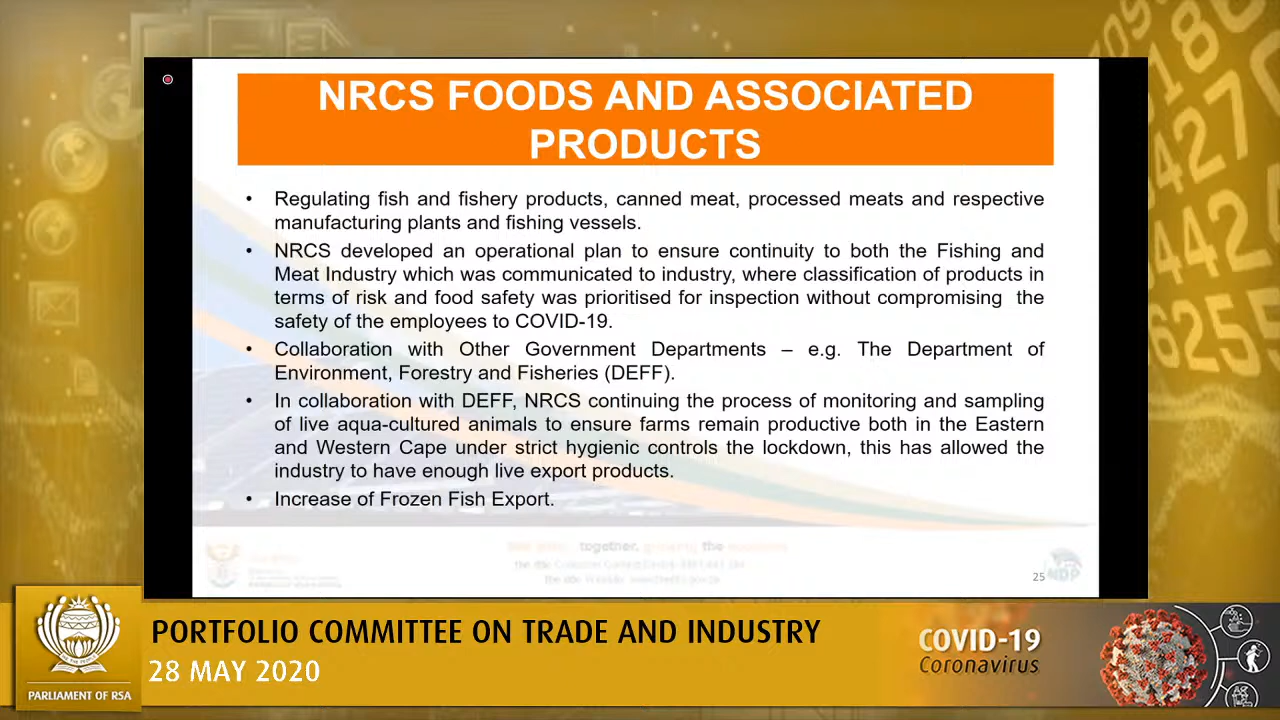 NRCS FOODS AND ASSOCIATED
PRODUCTS
• Regulating fish and fishery products, canned meat, processed meats and respective
manufacturing plants and fishing vessels.
• NRCS developed an operational plan to ensure continuity to both the Fishing and
Meat Industry which was communicated to industry, where classification of products in
terms of risk and food safety was prioritised for inspection without compromising the
safety of the employees to COVID-19.
• Collaboration with Other Government Departments – e.g. The Department of
Environment, Forestry and Fisheries (DEFF).
• In collaboration with DEFF, NRCS continuing the process of monitoring and sampling
of live aqua-cultured animals to ensure farms remain productive both in the Eastern
and Western Cape under strict hygienic controls the lockdown, this has allowed the
industry to have enough live export products.
• Increase of Frozen Fish Export.
together, growing the
25
NDP
PORTFOLIO COMMITTEE ON TRADE AND INDUSTRY
28 MAY 2020
PARLIAMENT OF RSA
COVID-19
Coronavirus